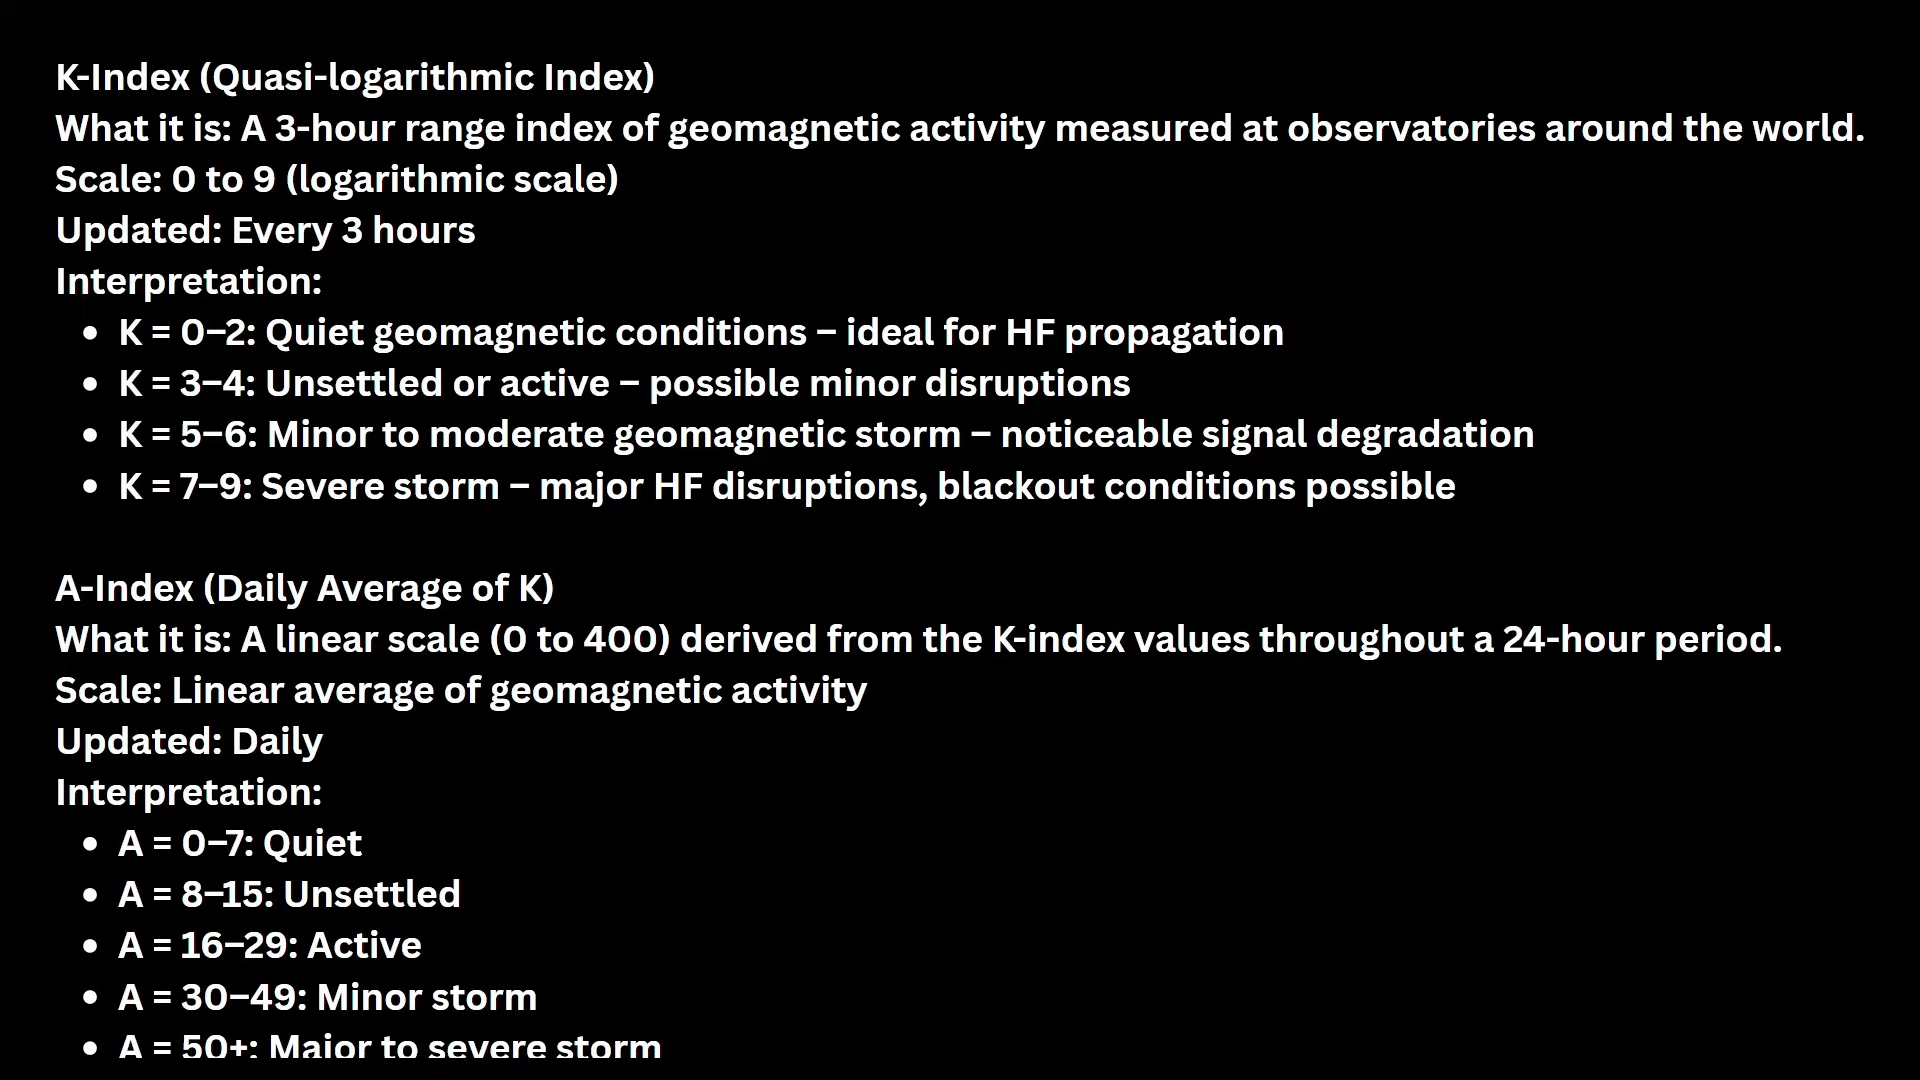 K-Index (Quasi-logarithmic Index)
What it is: A 3-hour range index of geomagnetic activity measured at observatories around the world.
Scale: 0 to 9 (logarithmic scale)
Updated: Every 3 hours
Interpretation:
• K = 0–2: Quiet geomagnetic conditions – ideal for HF propagation
• K = 3–4: Unsettled or active – possible minor disruptions
• K = 5–6: Minor to moderate geomagnetic storm – noticeable signal degradation
• K = 7–9: Severe storm – major HF disruptions, blackout conditions possible
A-Index (Daily Average of K)
What it is: A linear scale (0 to 400) derived from the K-index values throughout a 24-hour period.
Scale: Linear average of geomagnetic activity
Updated: Daily
Interpretation:
• A = 0–7: Quiet
• A = 8–15: Unsettled
• A = 16–29: Active
• A = 30–49: Minor storm
• A = 50+: Major to severe storm